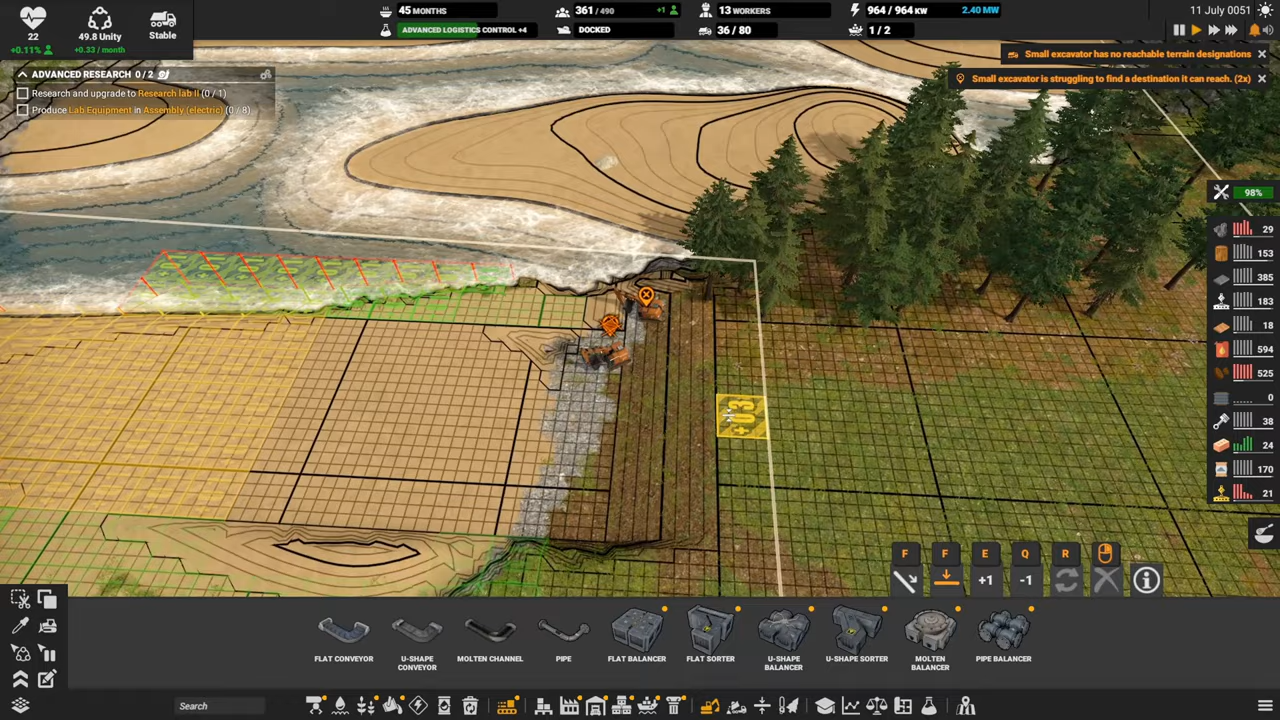 22
+0.11%
49.8 Unity
+0.33 / month
Stable
45 MONTHS
ADVANCED LOGISTICS CONTROL +4
361 / 490 +1
DOCKED
13 WORKERS
36 / 80
964 / 964 KW 2.40 MW
1 / 2
11 July 0051
Small excavator has no reachable terrain designations
Small excavator is struggling to find a destination it can reach. (2x)
ADVANCED RESEARCH 0 / 2
Research and upgrade to Research lab II (0 / 1)
Produce Lab Equipment in Assembly (electric) (0 / 8)
98%
29
153
385
183
18
594
525
0
38
24
170
21
+03
F F E Q R
+1 -1
FLAT CONVEYOR
U-SHAPE CONVEYOR
MOLTEN CHANNEL
PIPE
FLAT BALANCER
FLAT SORTER
U-SHAPE BALANCER
U-SHAPE SORTER
MOLTEN BALANCER
PIPE BALANCER
Search